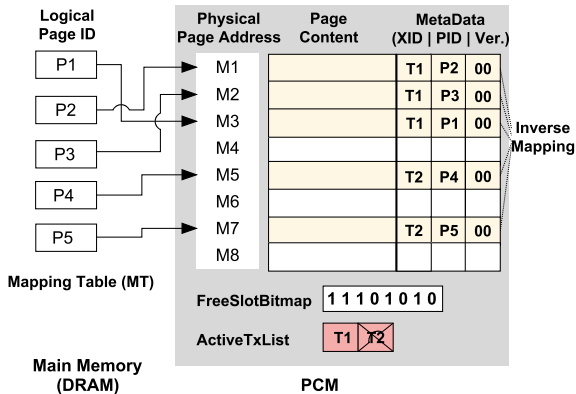 Logical
Page ID
Physical
Page Address
Page
Content
MetaData
(XID | PID | Ver.)
P1
P2
P3
P4
P5
M1
M2
M3
M4
M5
M6
M7
M8
T1 P2 00
T1 P3 00
T1 P1 00
T2 P4 00
T2 P5 00
Inverse
Mapping
Mapping Table (MT)
FreeSlotBitmap 1 1 1 0 1 0 1 0
ActiveTxList T1 T2
Main Memory
(DRAM)
PCM